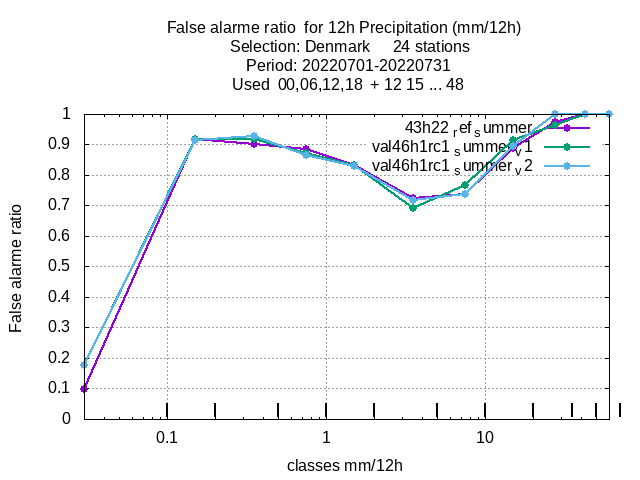 False alarme ratio  for 12h Precipitation (mm/12h)
Selection: Denmark     24 stations
Period: 20220701-20220731
Used  00,06,12,18  + 12 15 ... 48
43h22 ref summer
val46h1rc1 summer v1
val46h1rc1 summer v2
1
0.9
0.8
0.7
0.6
0.5
0.4
0.3
0.2
0.1
0
False alarme ratio
0.1 1 10
classes mm/12h